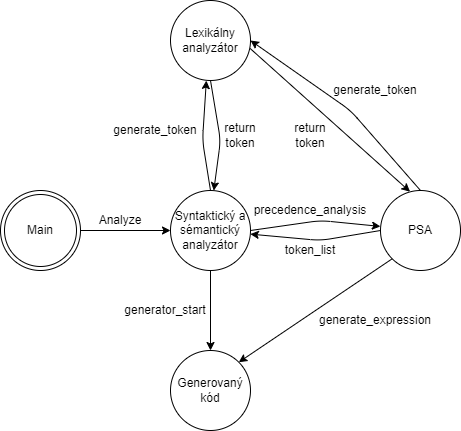 Lexikálny
analyzátor
generate_token
generate_token
return
token
return
token
Main
Analyze
Syntaktický a
sémantický
analyzátor
precedence_analysis
token_list
PSA
generator_start
generate_expression
Generovaný
kód